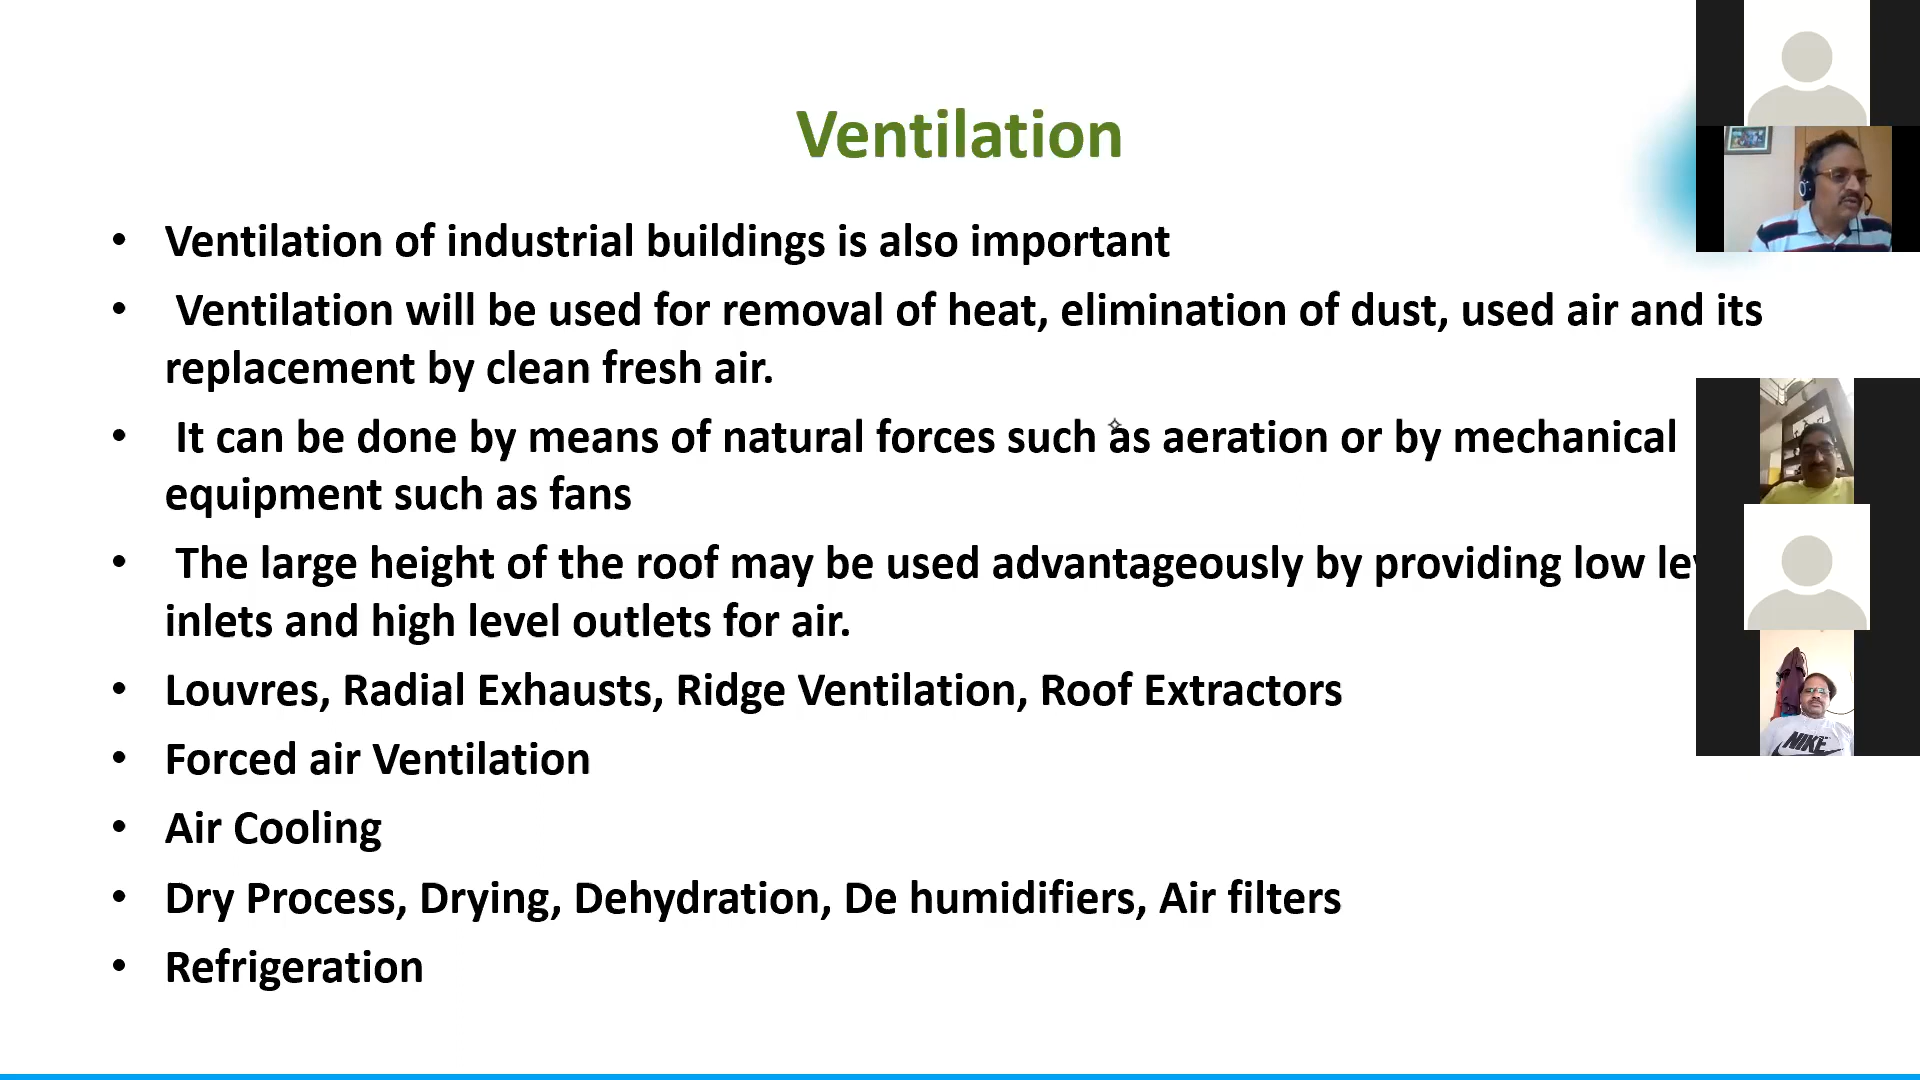 Ventilation
• Ventilation of industrial buildings is also important
• Ventilation will be used for removal of heat, elimination of dust, used air and its
replacement by clean fresh air.
• It can be done by means of natural forces such as aeration or by mechanical
equipment such as fans
• The large height of the roof may be used advantageously by providing low
inlets and high level outlets for air.
• Louvres, Radial Exhausts, Ridge Ventilation, Roof Extractors
• Forced air Ventilation
• Air Cooling
• Dry Process, Drying, Dehydration, De humidifiers, Air filters
• Refrigeration
NIKE